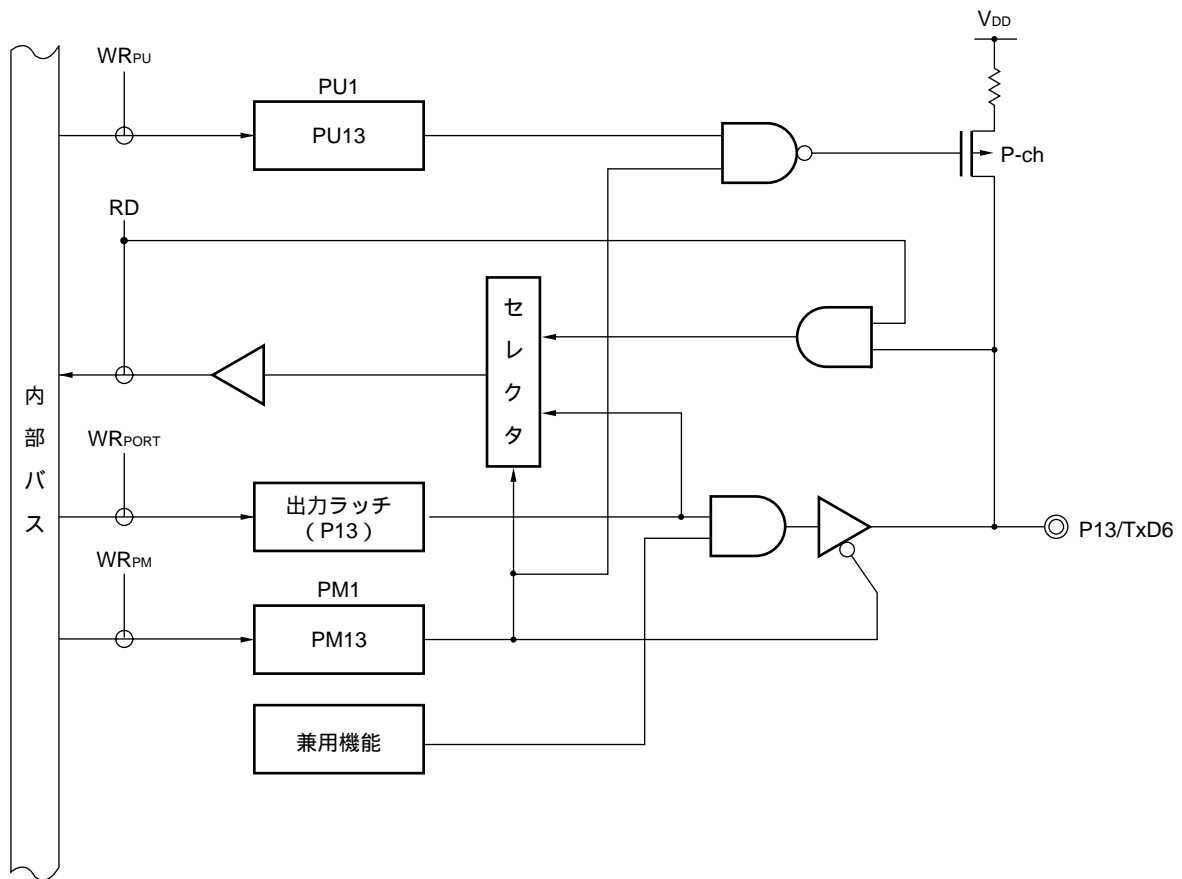 VDD
WRPU
PU1
PU13
P-ch
RD
セレクタ
内部バス
WRPORT
出力ラッチ
（P13）
P13/TxD6
WRPM
PM1
PM13
兼用機能